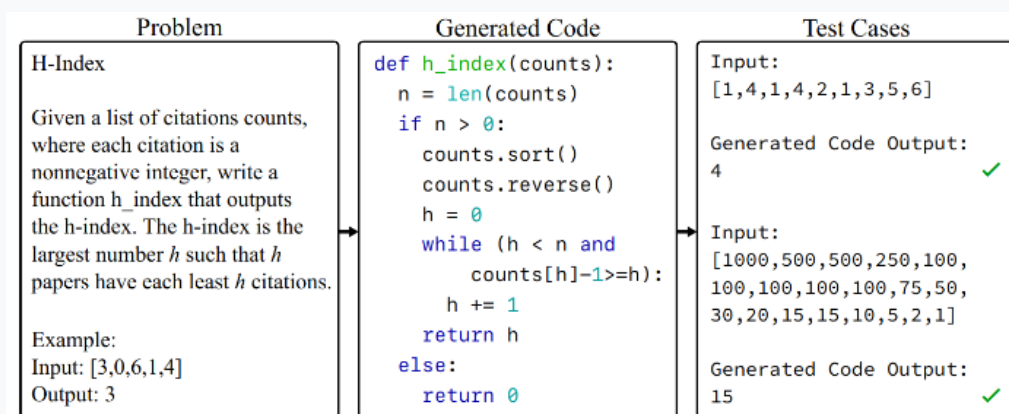 Problem
H-Index
Given a list of citations counts,
where each citation is a
nonnegative integer, write a
function h_index that outputs
the h-index. The h-index is the
largest number h such that h
papers have each least h citations.
Example:
Input: [3,0,6,1,4]
Output: 3
Generated Code
def h_index(counts):
  n = len(counts)
  if n > 0:
    counts.sort()
    counts.reverse()
    h = 0
    while (h < n and
        counts[h]-1>=h):
      h += 1
    return h
  else:
    return 0
Test Cases
Input:
[1,4,1,4,2,1,3,5,6]
Generated Code Output:
4
Input:
[1000,500,500,250,100,
100,100,100,100,75,50,
30,20,15,15,10,5,2,1]
Generated Code Output:
15